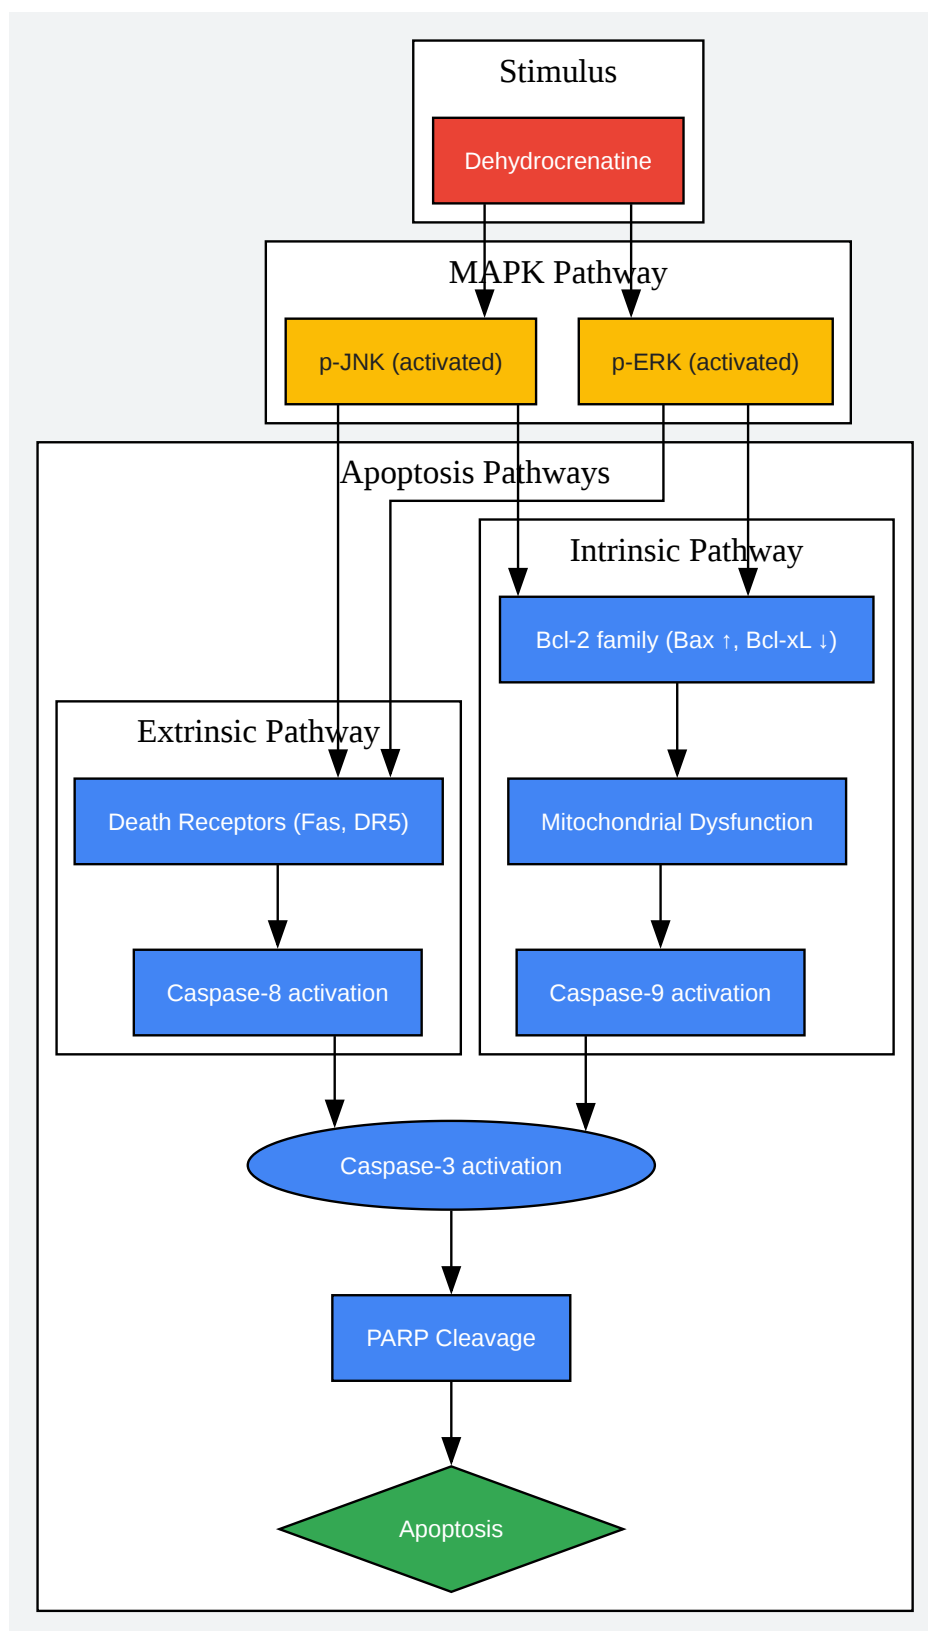 Stimulus
Dehydrocrenatine
MAPK Pathway
p-JNK (activated)
p-ERK (activated)
Apoptosis Pathways
Intrinsic Pathway
Bcl-2 family (Bax ↑, Bcl-xL ↓)
Extrinsic Pathway
Death Receptors (Fas, DR5)
Mitochondrial Dysfunction
Caspase-8 activation
Caspase-9 activation
Caspase-3 activation
PARP Cleavage
Apoptosis